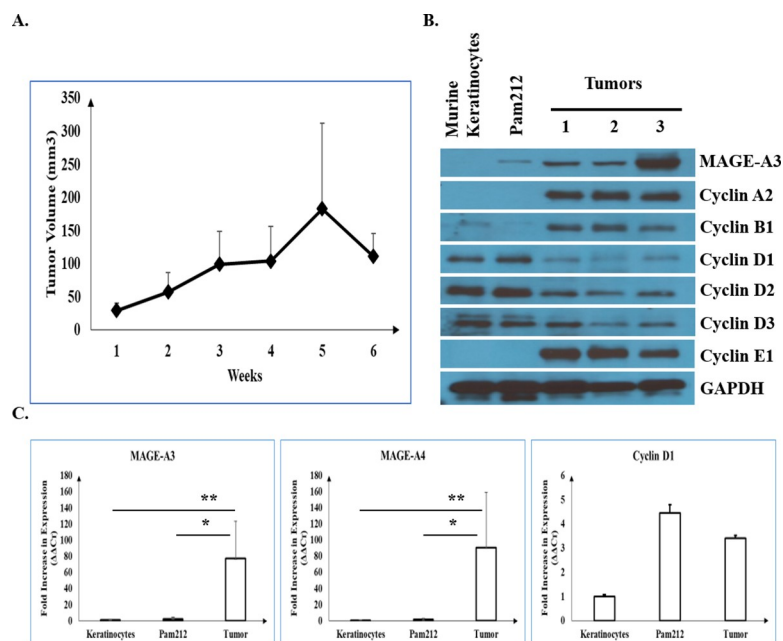 A.
Tumor Volume (mm3)
350
300
250
200
150
100
50
0
1 2 3 4 5 6
Weeks
B.
Murine
Keratinocytes
Pam212
Tumors
1 2 3
MAGE-A3
Cyclin A2
Cyclin B1
Cyclin D1
Cyclin D2
Cyclin D3
Cyclin E1
GAPDH
C.
MAGE-A3
Fold Increase in Expression
(ΔΔCT)
180
160
140
120
100
80
60
40
20
0
**
*
Keratinocytes Pam212 Tumor
MAGE-A4
Fold Increase in Expression
(ΔΔCT)
180
160
140
120
100
80
60
40
20
0
**
*
Keratinocytes Pam212 Tumor
Cyclin D1
Fold Increase in Expression
(ΔΔCT)
6
5
4
3
2
1
0
Keratinocytes Pam212 Tumor